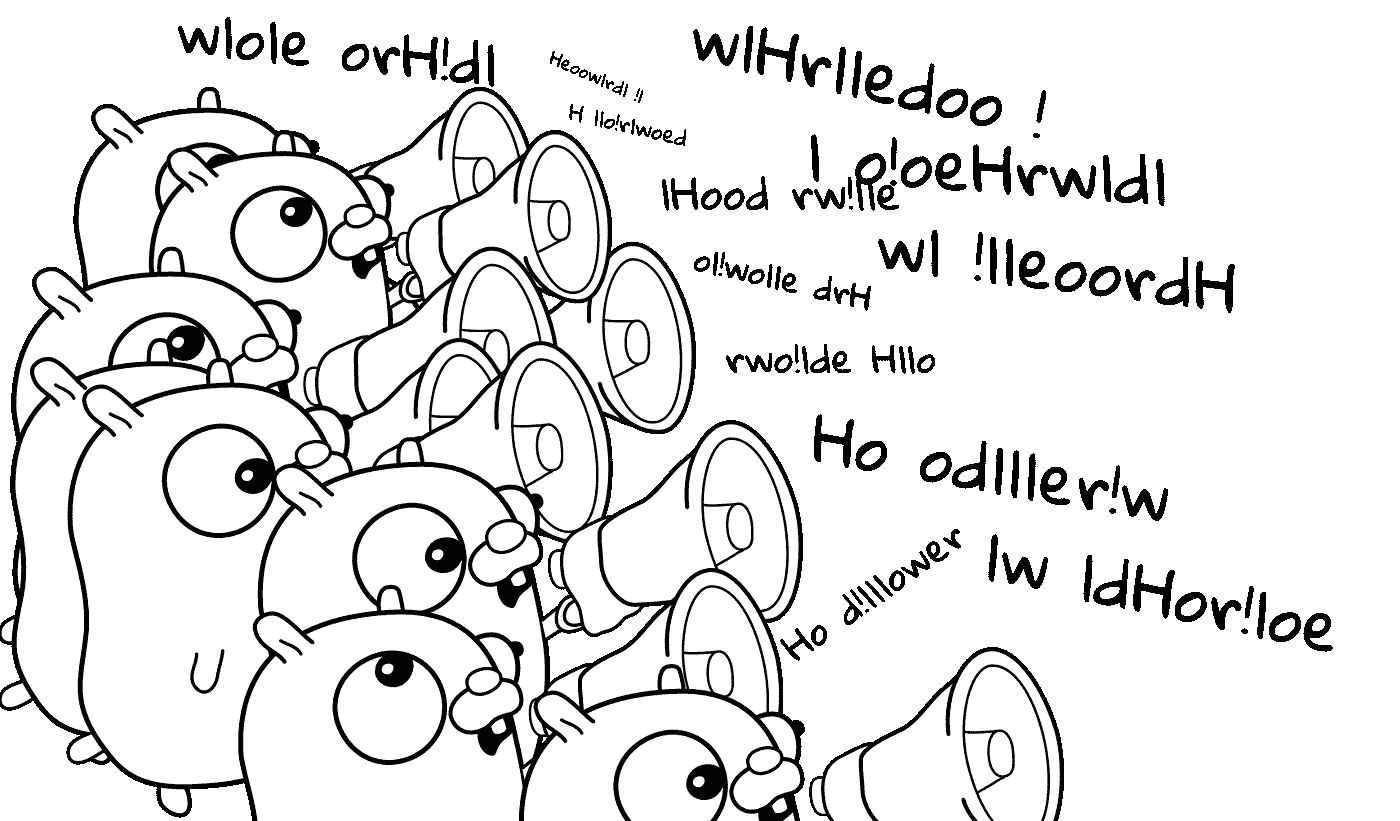 wlole orH!dl
Heoowlrdl !l
H llo!rlwoed
wlHrlledoo !
l o!oeHrwldl
lHood rw!lle
wl !lleoordH
ol!wolle drH
rwo!lde Hllo
Ho odlller!w
Ho d!lllower
lw ldHor!loe